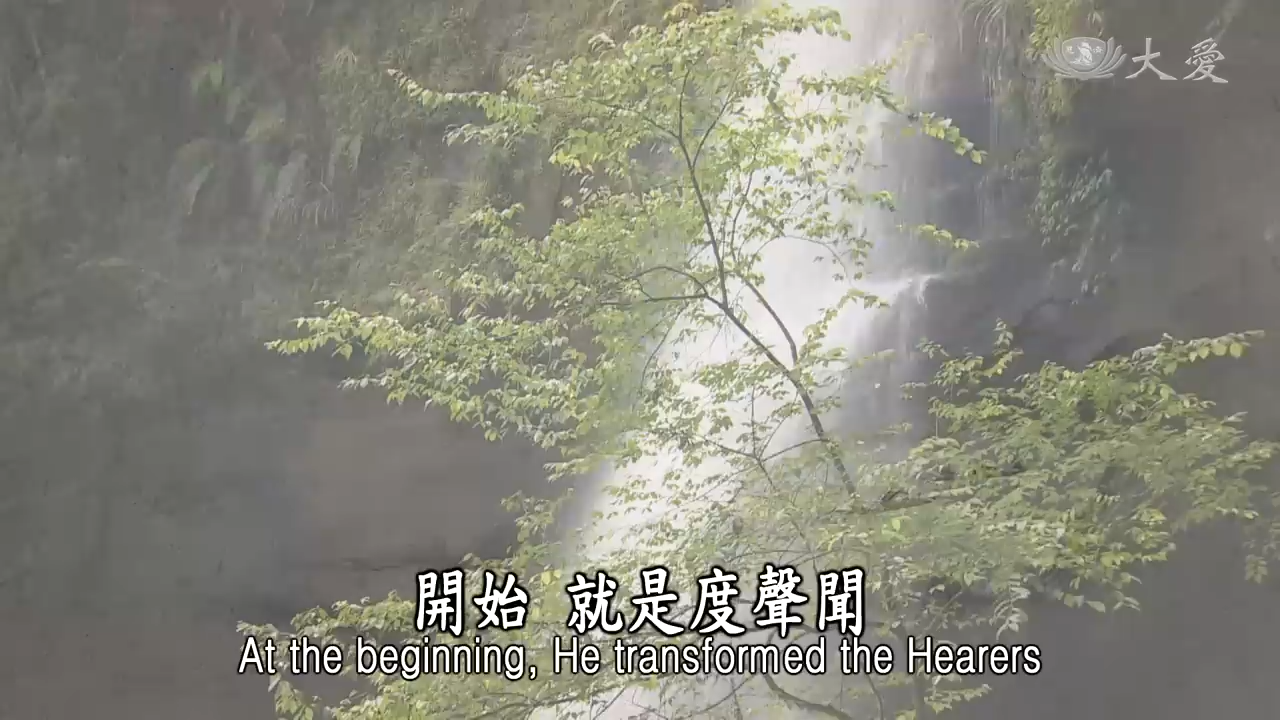 大愛
開始 就是度聲聞
At the beginning, He transformed the Hearers